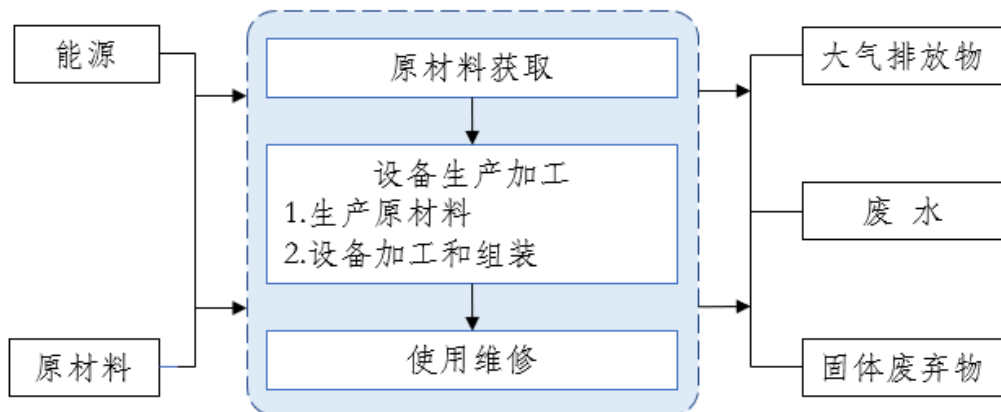 能源
原材料
原材料获取
设备生产加工
1.生产原材料
2.设备加工和组装
使用维修
大气排放物
废 水
固体废弃物